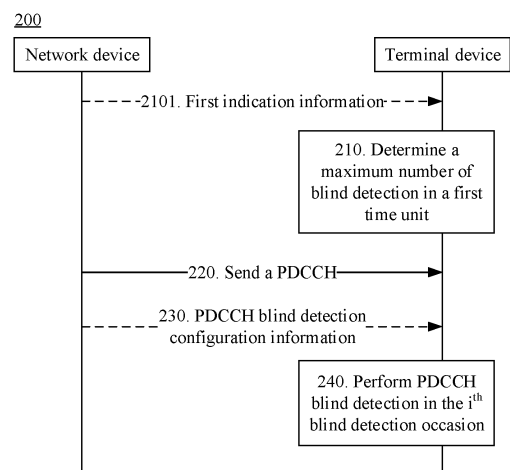 200
Network device
Terminal device
2101. First indication information
210. Determine a
maximum number of
blind detection in a first
time unit
220. Send a PDCCH
230. PDCCH blind detection
configuration information
240. Perform PDCCH
blind detection in the ith
blind detection occasion